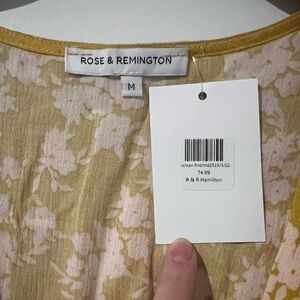 ROSE & REMINGTON
M
74.99
R & R Hamilton